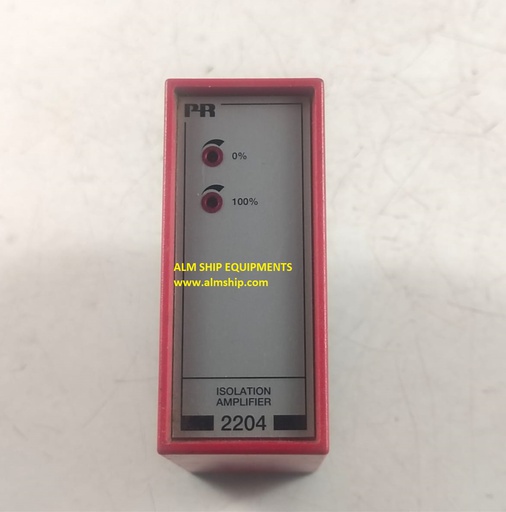 PR
0%
100%
ALM SHIP EQUIPMENTS
www.almship.com
ISOLATION
AMPLIFIER
2204